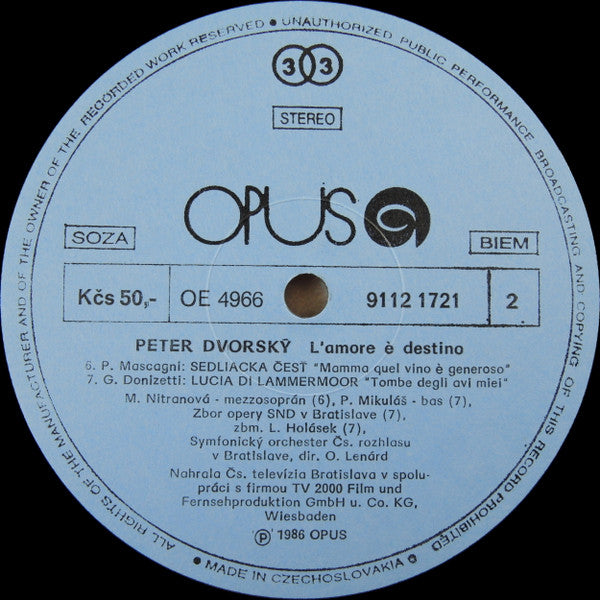 ALL RIGHTS OF THE MANUFACTURER AND OF THE OWNER OF THE RECORDED WORK RESERVED • UNAUTHORIZED PUBLIC PERFORMANCE BROADCASTING AND COPYING OF THIS RECORD PROHIBITED
33
STEREO
OPUS
SOZA
BIEM
Kčs 50,- OE 4966 9112 1721 2
PETER DVORSKÝ L'amore è destino
6. P. Mascagni: SEDLIACKA ČESŤ "Mamma quel vino è generoso"
7. G. Donizetti: LUCIA DI LAMMERMOOR "Tombe degli avi miei"
M. Nitranová - mezzosoprán (6), P. Mikuláš - bas (7),
Zbor opery SND v Bratislave (7),
zbm. L. Holásek (7),
Symfonický orchester Čs. rozhlasu
v Bratislave, dir. O. Lenárd
Nahrala Čs. televízia Bratislava v spolu-
práci s firmou TV 2000 Film und
Fernsehproduktion GmbH u. Co. KG,
Wiesbaden
Ⓟ 1986 OPUS
• MADE IN CZECHOSLOVAKIA •